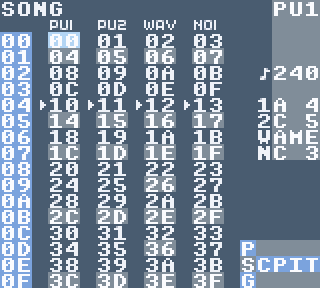 SONG PU1
PU1 PU2 WAV NOI
00 00 01 02 03
01 04 05 06 07
02 08 09 0A 0B ♪240
03 0C 0D 0E 0F
04 10 11 12 13 1A 4
05 14 15 16 17 2C 5
06 18 19 1A 1B WAME
07 1C 1D 1E 1F NC 3
08 20 21 22 23
09 24 25 26 27
0A 28 29 2A 2B
0B 2C 2D 2E 2F
0C 30 31 32 33
0D 34 35 36 37 P
0E 38 39 3A 3B SCPIT
0F 3C 3D 3E 3F G